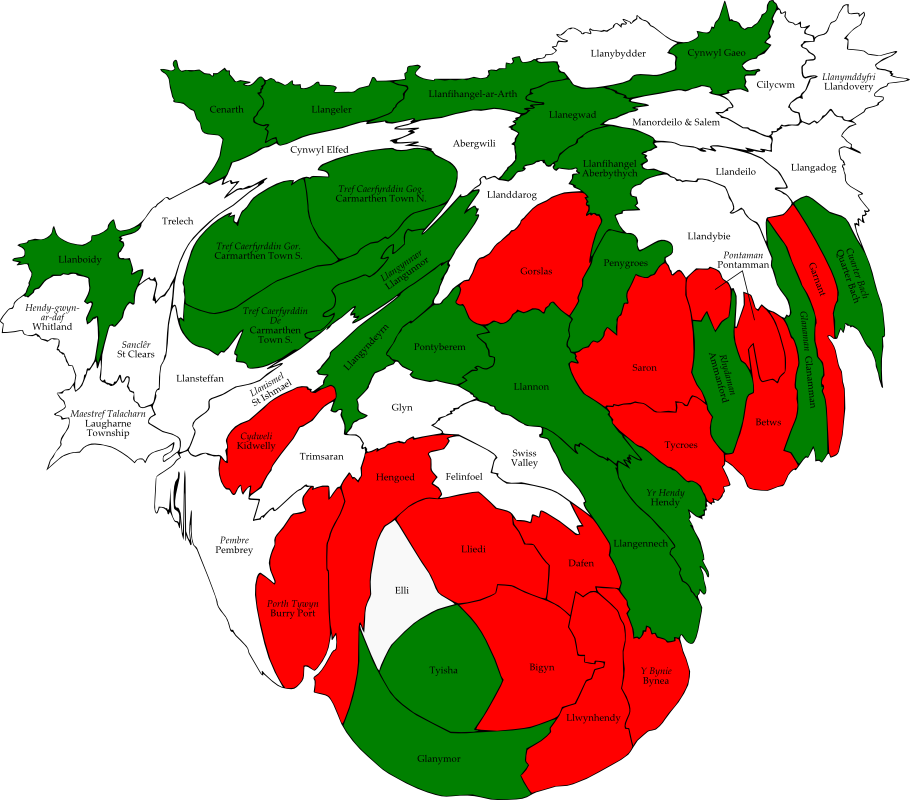 Llanybydder
Cynwyl Gaeo
Cilycwm
Llanymddyfri
Llandovery
Cenarth
Llangeler
Llanfihangel-ar-Arth
Llanegwad
Manordeilo & Salem
Cynwyl Elfed
Abergwili
Llanfihangel
Aberbythych
Llandeilo
Llangadog
Tref Caerfyrddin Gog.
Carmarthen Town N.
Llanddarog
Trelech
Tref Caerfyrddin Gor.
Carmarthen Town S.
Llandybie
Llanboidy
Llangynnwr
Llangunnor
Gorslas
Penygroes
Pontaman
Pontamman
Garnant
Cwarter Bach
Quarter Bach
Hendy-gwyn-
ar-daf
Whitland
Tref Caerfyrddin
De
Carmarthen
Town S.
Sanclêr
St Clears
Llangyndeyrn
Pontyberem
Glanaman
Glanamman
Llansteffan
Llanismel
St Ishmael
Llannon
Saron
Rhydaman
Ammanford
Maestref Talacharn
Laugharne
Township
Glyn
Betws
Cydweli
Kidwelly
Trimsaran
Tycroes
Swiss
Valley
Hengoed
Felinfoel
Yr Hendy
Hendy
Pembre
Pembrey
Lliedi
Llangennech
Dafen
Elli
Porth Tywyn
Burry Port
Tyisha
Bigyn
Y Bynie
Bynea
Llwynhendy
Glanymor